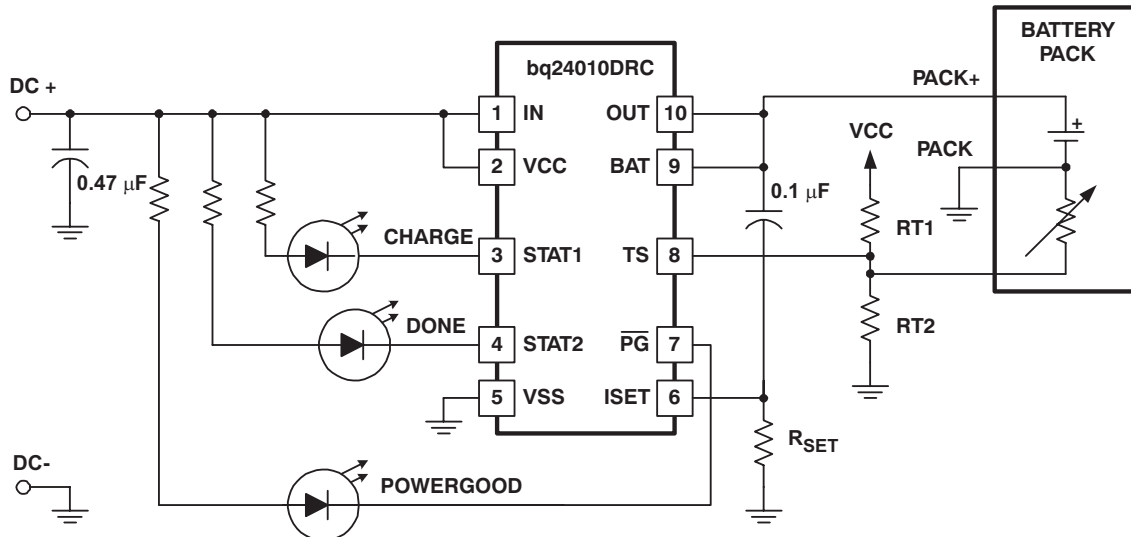 BATTERY
PACK
bq24010DRC
DC +
PACK+
1 IN
OUT 10
VCC
2 VCC
BAT 9
PACK
0.47 μF
0.1 μF
CHARGE
3 STAT1
TS 8
RT1
DONE
4 STAT2
PG 7
RT2
5 VSS
ISET 6
RSET
DC-
POWERGOOD
+